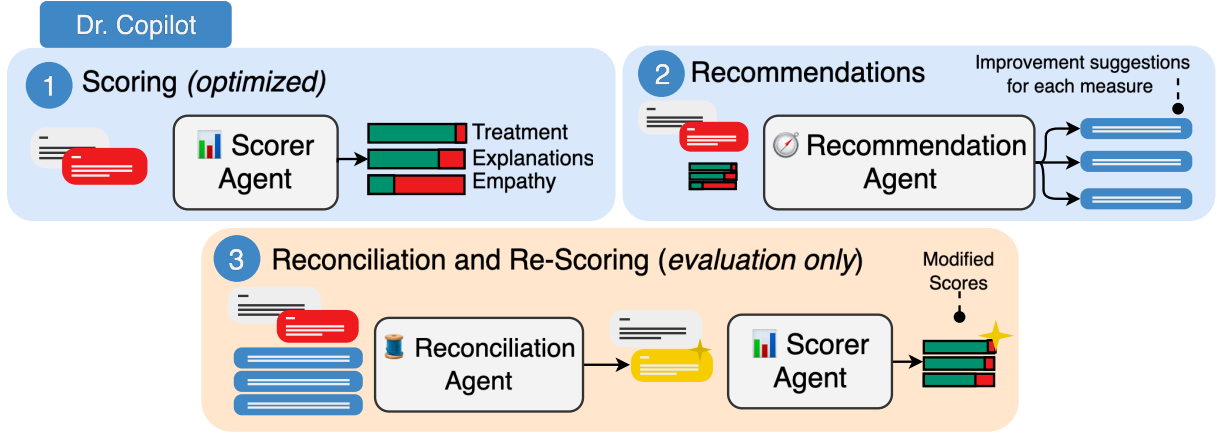 Dr. Copilot
1 Scoring (optimized)
Scorer
Agent
Treatment
Explanations
Empathy
2 Recommendations
Improvement suggestions
for each measure
Recommendation
Agent
3 Reconciliation and Re-Scoring (evaluation only)
Reconciliation
Agent
Scorer
Agent
Modified
Scores